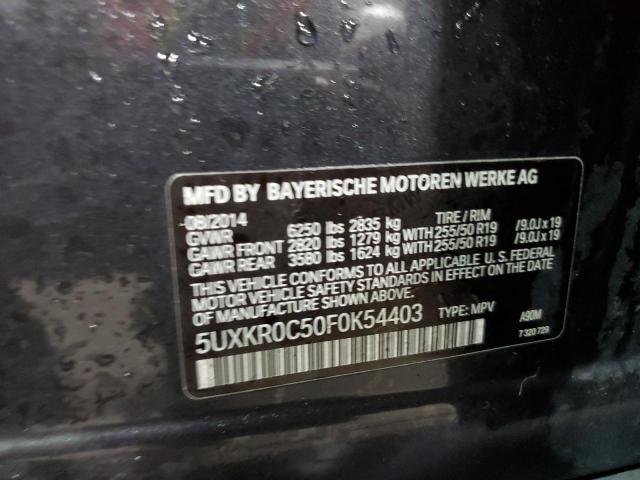 MFD BY BAYERISCHE MOTOREN WERKE AG
08/2014 TIRE / RIM
GVWR 6250 lbs 2835 kg
GAWR FRONT 2820 lbs 1279 kg WITH 255/50 R19 /9.0J x 19
GAWR REAR 3580 lbs 1624 kg WITH 255/50 R19 /9.0J x 19
THIS VEHICLE CONFORMS TO ALL APPLICABLE U. S. FEDERAL
MOTOR VEHICLE SAFETY STANDARDS IN EFFECT ON THE DATE
OF MANUFACTURE SHOWN ABOVE.
5UXKR0C50F0K54403 TYPE: MPV A90M
7 320 729